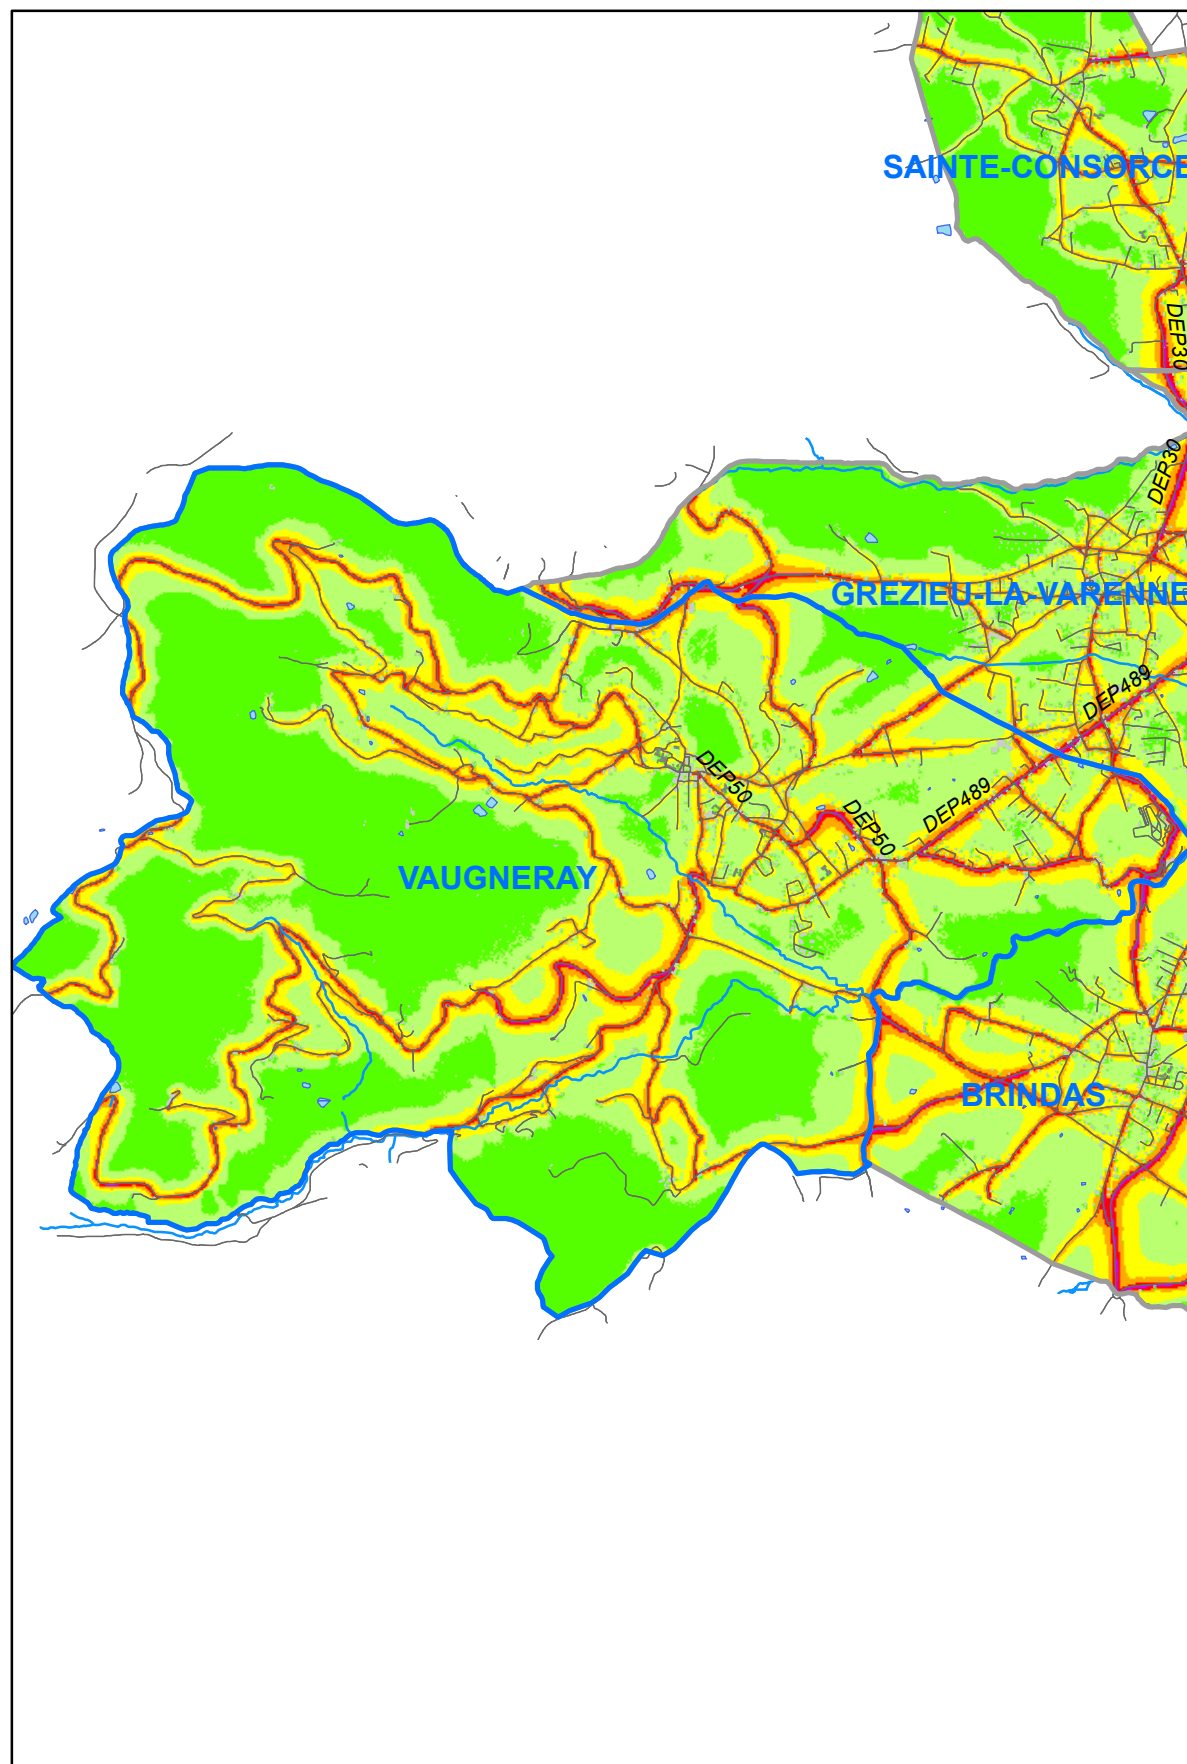 SAINTE-CONSORCE
DEP30
DEP30
GREZIEU-LA-VARENNE
DEP489
DEP50
DEP489
DEP50
VAUGNERAY
BRINDAS